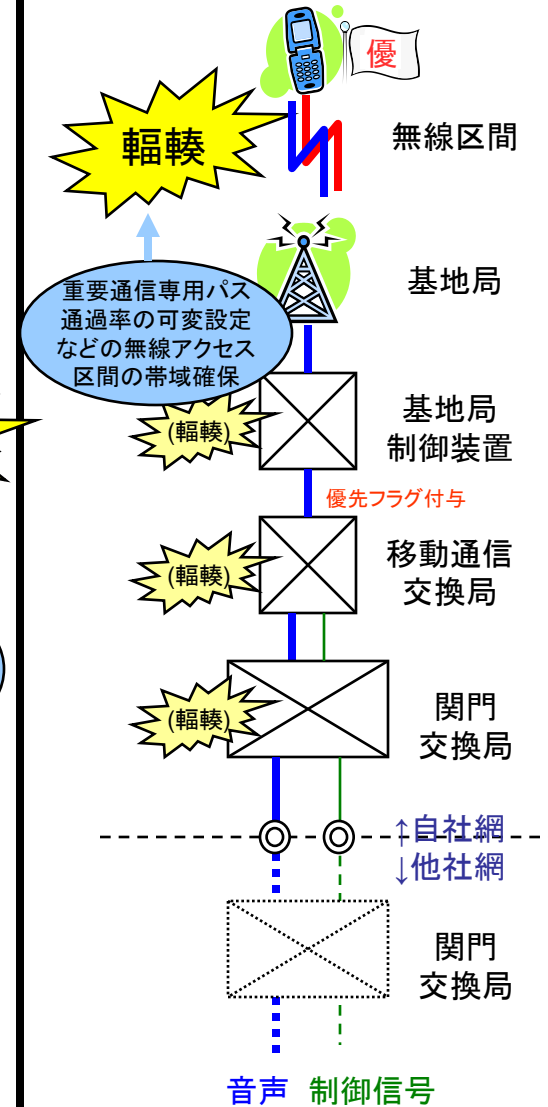 優
輻輳
無線区間
基地局
重要通信専用パス
通過率の可変設定
などの無線アクセス
区間の帯域確保
(輻輳)
基地局
制御装置
優先フラグ付与
(輻輳)
移動通信
交換局
(輻輳)
関門
交換局
↑自社網
↓他社網
関門
交換局
音声 制御信号